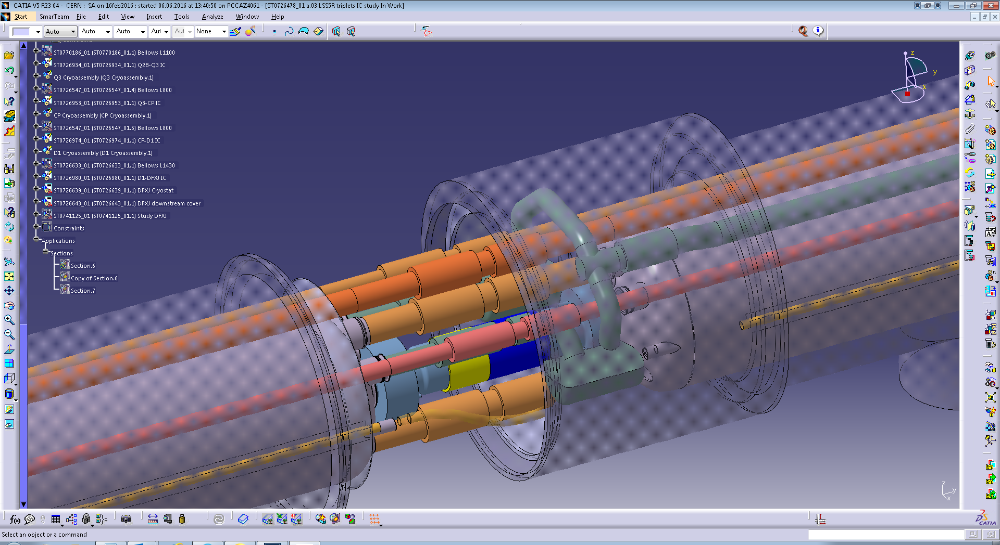 CATIA V5 R23 64 - CERN : SA on 16feb2016 : started 06.06.2016 at 13:40:50 on PCCAZ4061 - [ST0726478_01 a.03 LSS5R triplets IC study In Work]
Start SmarTeam File Edit View Insert Tools Analyze Window Help
Auto Auto Auto Aut Aut None
ST0770186_01 (ST0770186_01.1) Bellows L1100
ST0726934_01 (ST0726934_01.1) Q2B-Q3 IC
Q3 Cryoassembly (Q3 Cryoassembly.1)
ST0726547_01 (ST0726547_01.4) Bellows L800
ST0726953_01 (ST0726953_01.1) Q3-CP IC
CP Cryoassembly (CP Cryoassembly.1)
ST0726547_01 (ST0726547_01.5) Bellows L800
ST0726974_01 (ST0726974_01.1) CP-D1 IC
D1 Cryoassembly (D1 Cryoassembly.1)
ST0726633_01 (ST0726633_01.1) Bellows L1430
ST0726980_01 (ST0726980_01.1) D1-DFXJ IC
ST0726639_01 (ST0726639_01.1) DFXJ Cryostat
ST0726643_01 (ST0726643_01.1) DFXJ downstream cover
ST0741125_01 (ST0741125_01.1) Study DFXJ
Constraints
Applications
Sections
Section.6
Copy of Section.6
Section.7
z
y
x
z
y
x
f(x)
CATIA
Select an object or a command